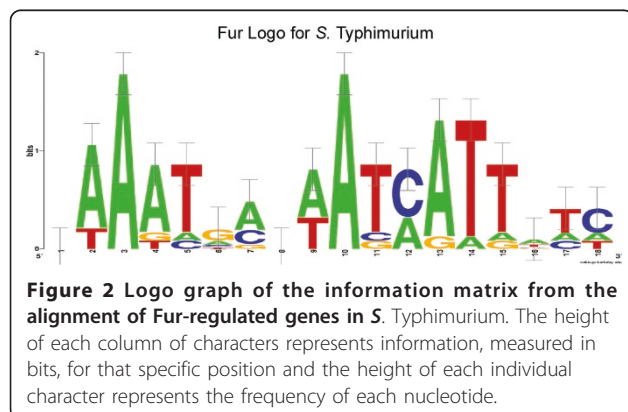 Fur Logo for S. Typhimurium
2
1
bits
0
5'
1 2 3 4 5 6 7 8 9 10 11 12 13 14 15 16 17 18
3'
Figure 2 Logo graph of the information matrix from the
alignment of Fur-regulated genes in S. Typhimurium. The height
of each column of characters represents information, measured in
bits, for that specific position and the height of each individual
character represents the frequency of each nucleotide.